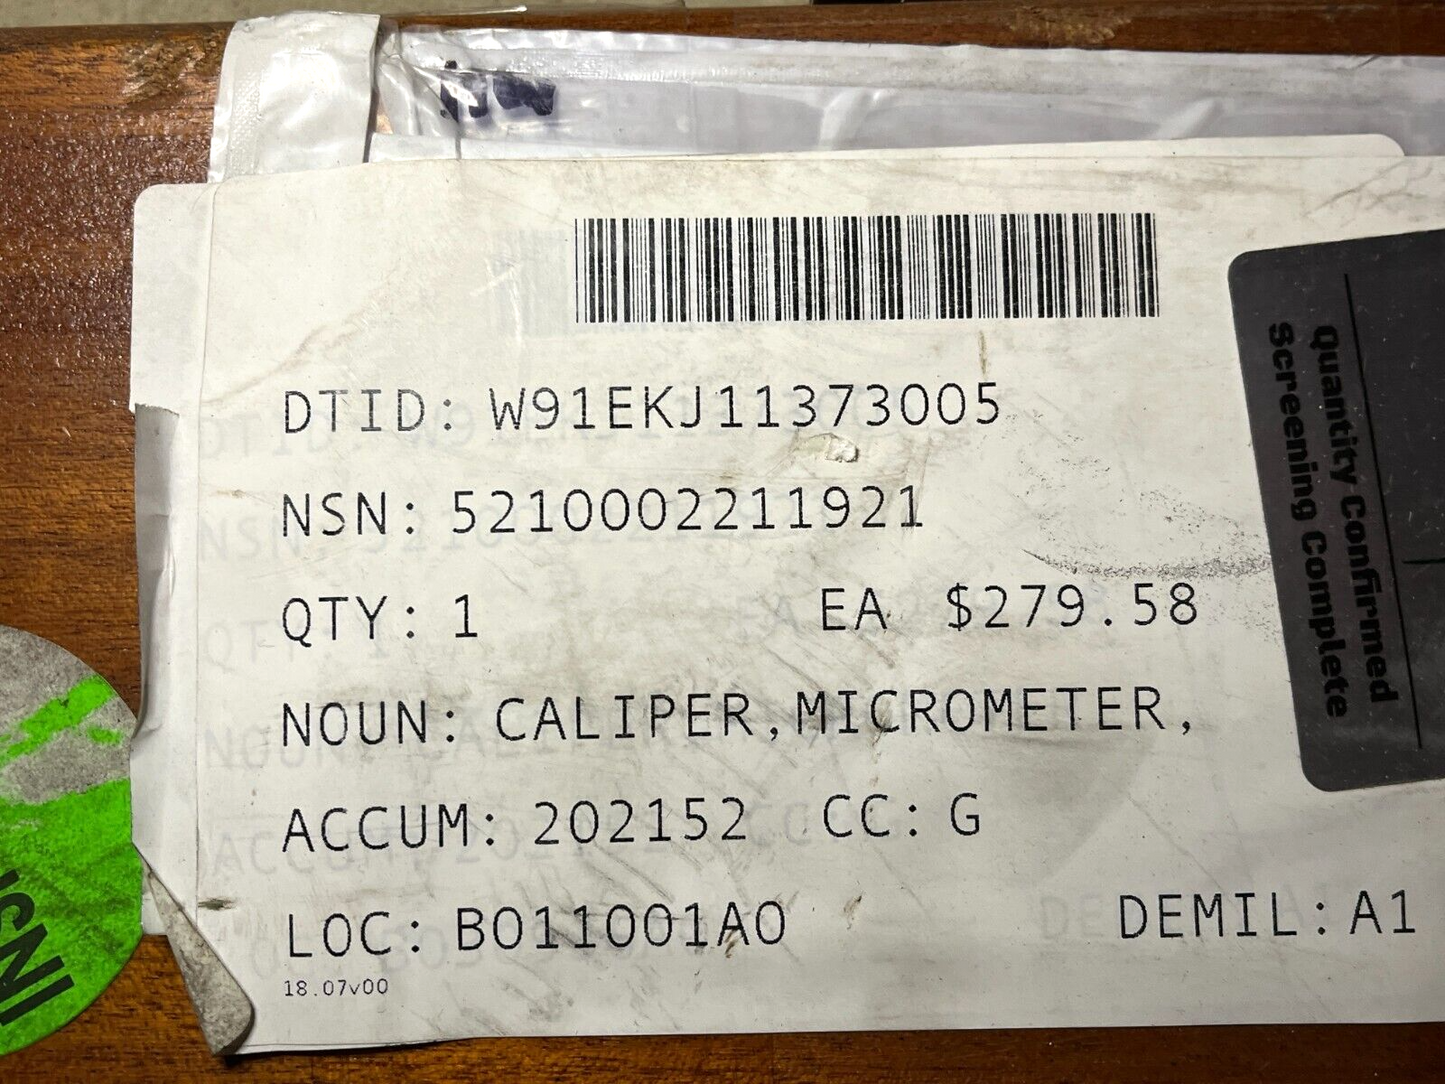 DTID: W91EKJ11373005
NSN: 5210002211921
QTY: 1 EA $279.58
NOUN: CALIPER,MICROMETER,
ACCUM: 202152 CC: G
LOC: B011001A0 DEMIL: A1
18.07v00
Quantity Confirmed
Screening Complete